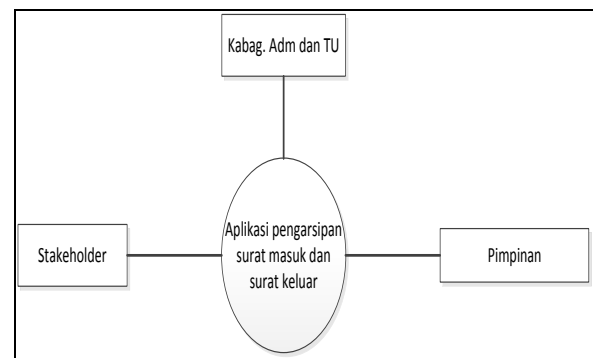 Kabag. Adm dan TU
Stakeholder
Aplikasi pengarsipan
surat masuk dan
surat keluar
Pimpinan